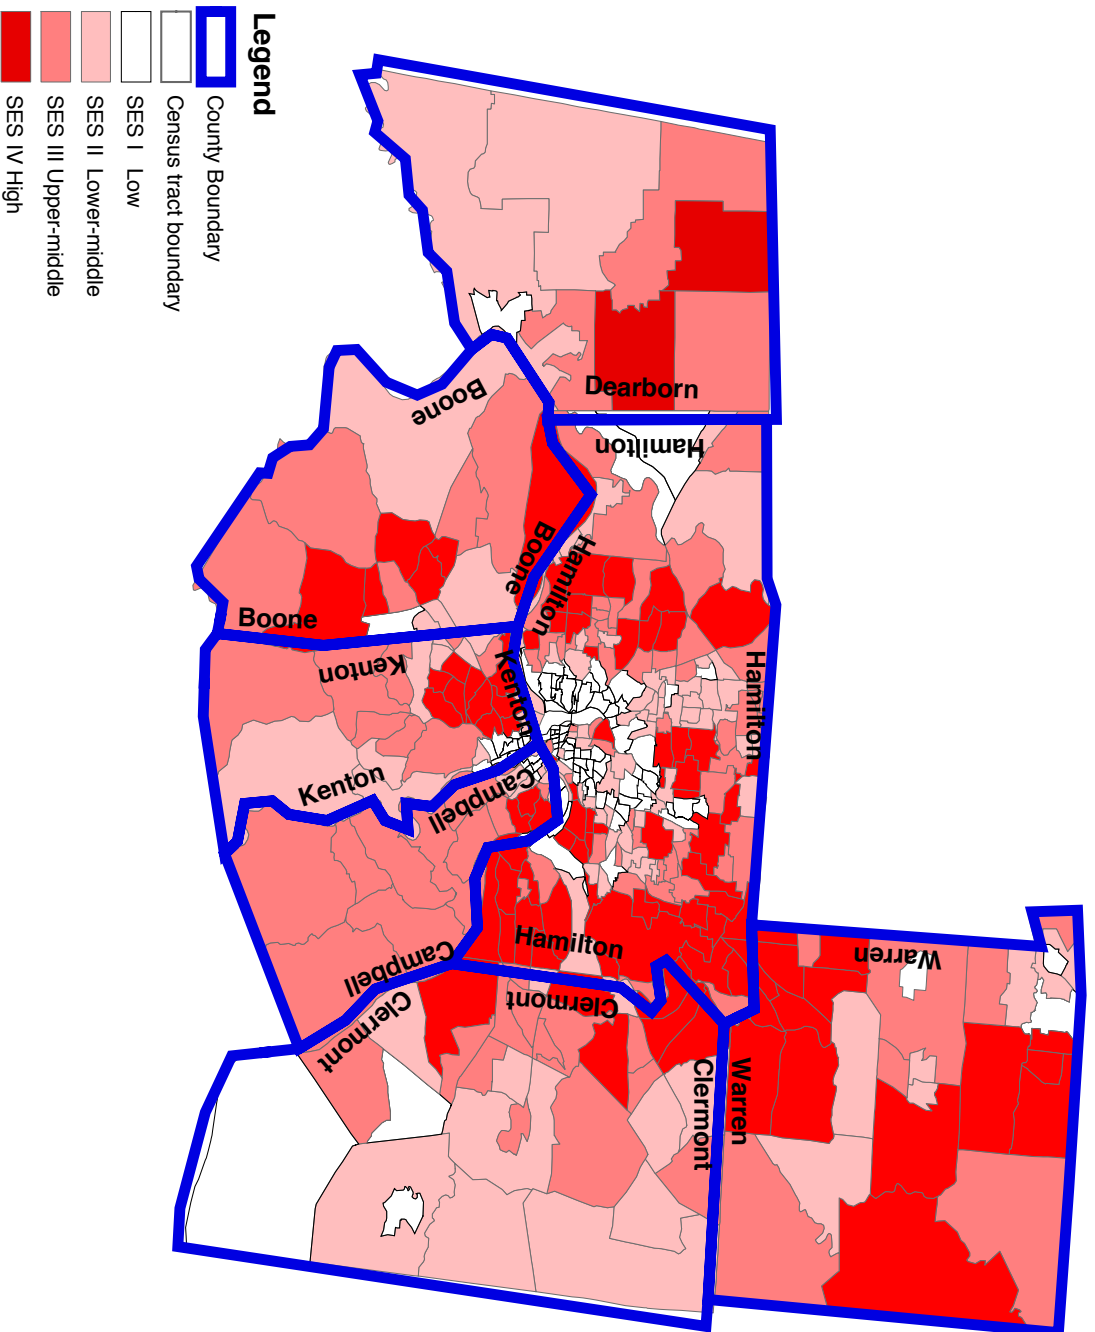 Legend
County Boundary
Census tract boundary
SES I Low
SES II Lower-middle
SES III Upper-middle
SES IV High
Dearborn
Hamilton
Boone
Boone
Hamilton
Boone
Kenton
Kenton
Hamilton
Kenton
Campbell
Hamilton
Warren
Campbell
Clermont
Clermont
Clermont
Warren